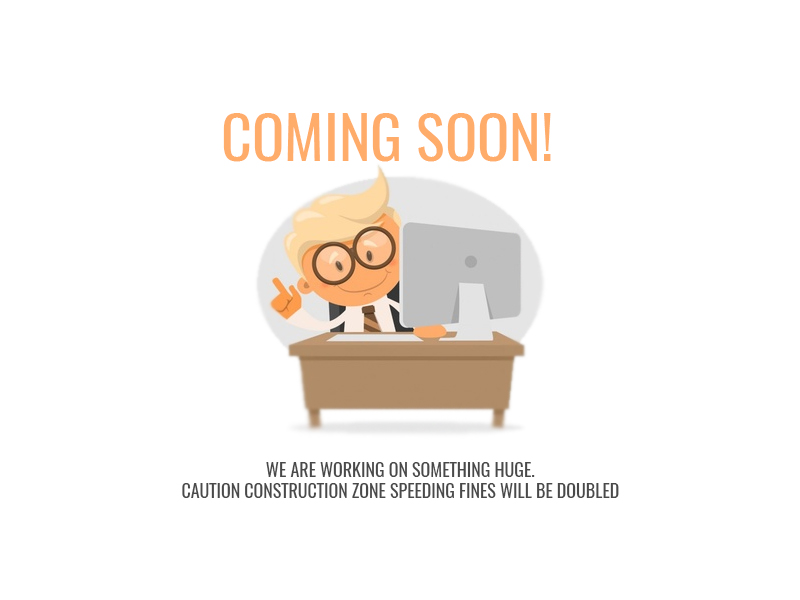 COMING SOON!
WE ARE WORKING ON SOMETHING HUGE.
CAUTION CONSTRUCTION ZONE SPEEDING FINES WILL BE DOUBLED